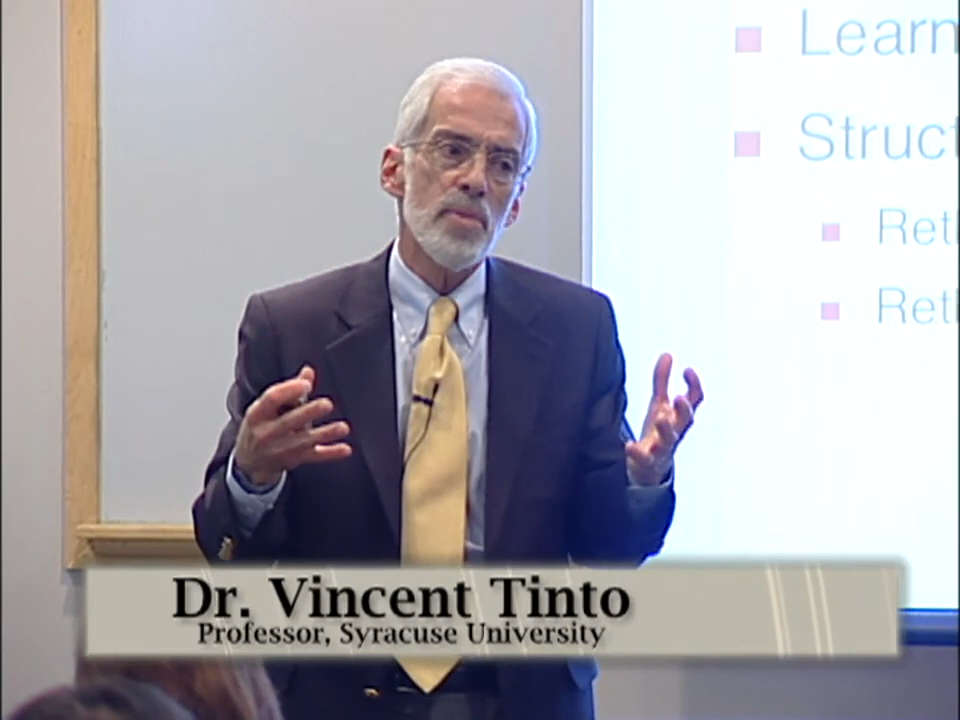 Learn
Struct
Ret
Ret
Dr. Vincent Tinto
Professor, Syracuse University